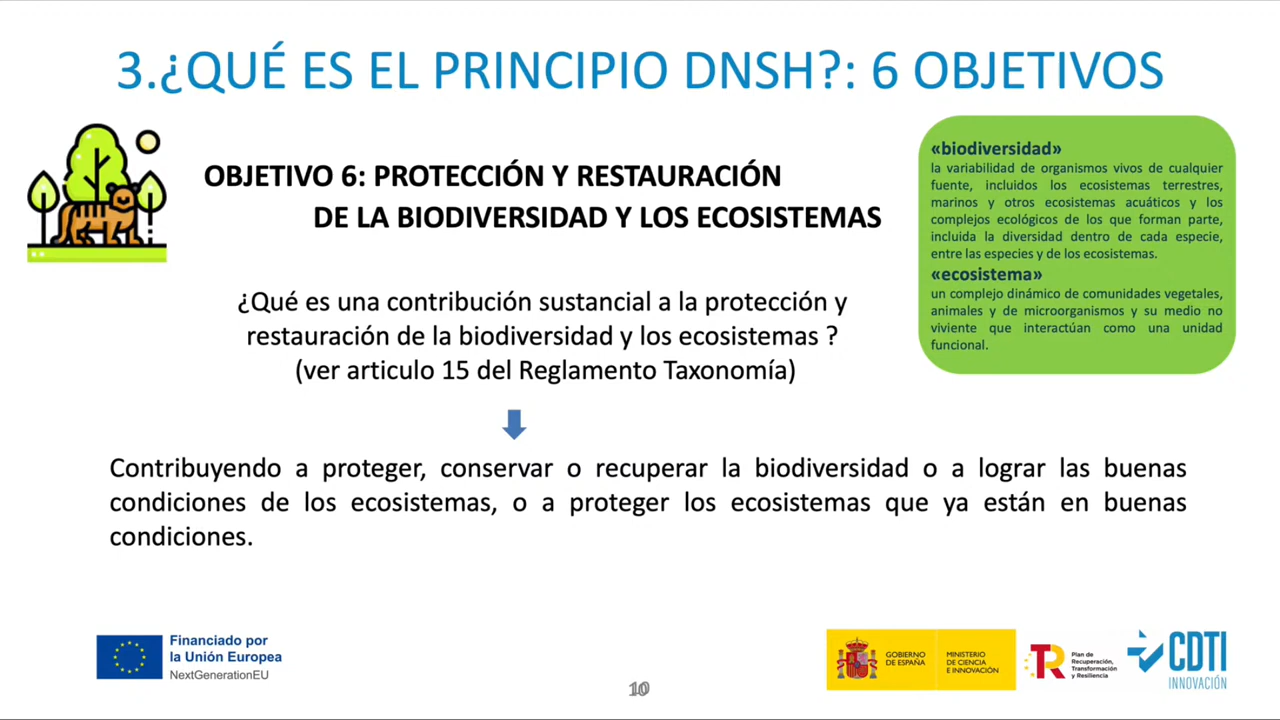 3.¿QUÉ ES EL PRINCIPIO DNSH?: 6 OBJETIVOS
OBJETIVO 6: PROTECCIÓN Y RESTAURACIÓN
DE LA BIODIVERSIDAD Y LOS ECOSISTEMAS
«biodiversidad»
la variabilidad de organismos vivos de cualquier
fuente, incluidos los ecosistemas terrestres,
marinos y otros ecosistemas acuáticos y los
complejos ecológicos de los que forman parte,
incluida la diversidad dentro de cada especie,
entre las especies y de los ecosistemas.
«ecosistema»
un complejo dinámico de comunidades vegetales,
animales y de microorganismos y su medio no
viviente que interactúan como una unidad
funcional.
¿Qué es una contribución sustancial a la protección y
restauración de la biodiversidad y los ecosistemas ?
(ver articulo 15 del Reglamento Taxonomía)
Contribuyendo a proteger, conservar o recuperar la biodiversidad o a lograr las buenas
condiciones de los ecosistemas, o a proteger los ecosistemas que ya están en buenas
condiciones.
Financiado por
la Unión Europea
NextGenerationEU
10
GOBIERNO
DE ESPAÑA
MINISTERIO
DE CIENCIA
E INNOVACIÓN
TR
Plan de
Recuperación,
Transformación
y Resiliencia
CDTI
INNOVACIÓN